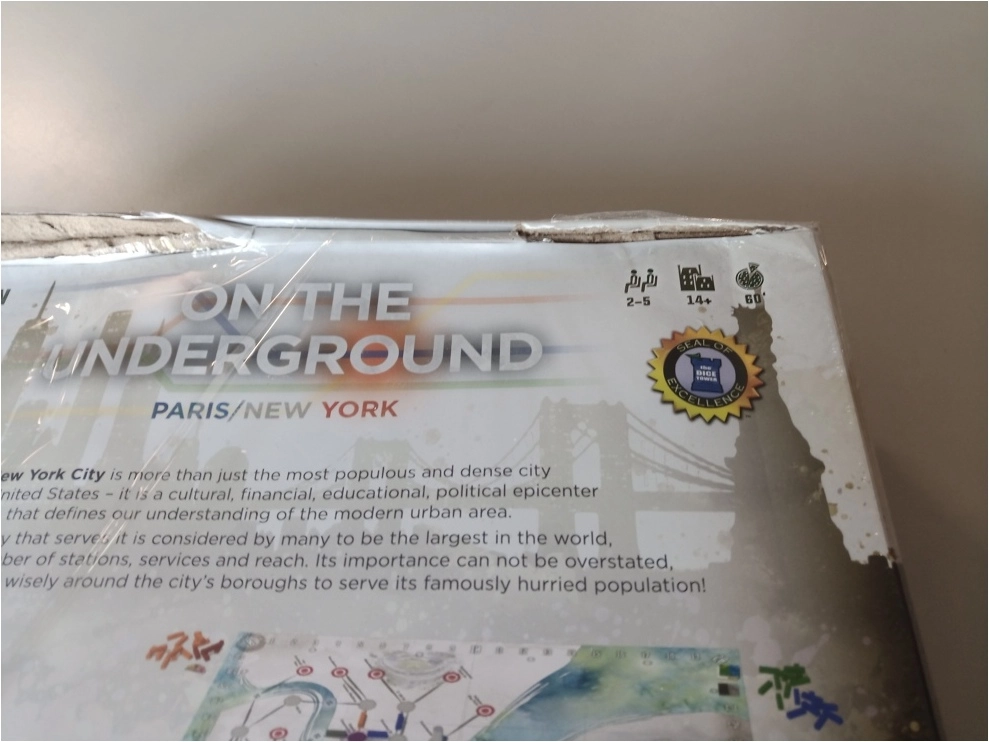 ON THE
UNDERGROUND
PARIS/NEW YORK
2-5
14+
60'
SEAL OF
the
DICE
TOWER
EXCELLENCE
York City is more than just the most populous and dense city
States – it is a cultural, financial, educational, political epicenter
that defines our understanding of the modern urban area.
that serves it is considered by many to be the largest in the world,
of stations, services and reach. Its importance can not be overstated,
wisely around the city's boroughs to serve its famously hurried population!